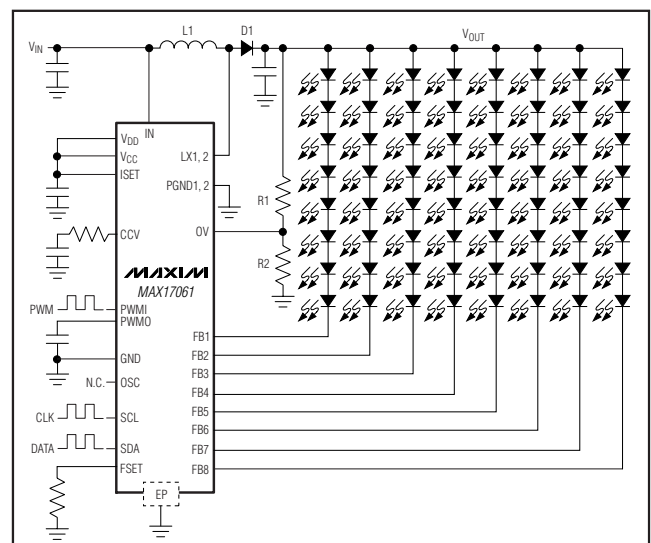 L1
D1
VIN
VOUT
IN
VDD
VCC
ISET
LX1, 2
PGND1, 2
R1
CCV
OV
R2
MAXIM
MAX17061
PWM
PWMI
PWMO
FB1
GND
FB2
N.C.
OSC
FB3
FB4
CLK
SCL
FB5
FB6
DATA
SDA
FB7
FSET
FB8
EP